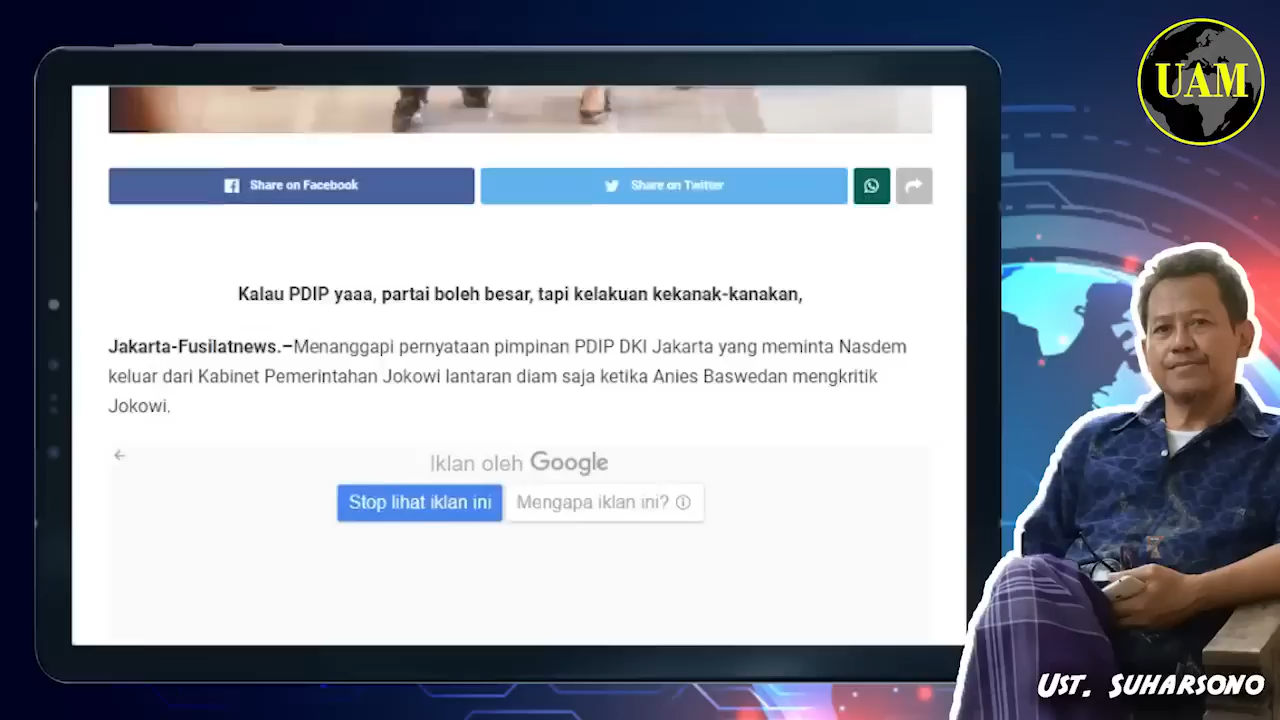 UAM
Share on Facebook
Share on Twitter
Kalau PDIP yaaa, partai boleh besar, tapi kelakuan kekanak-kanakan,
Jakarta-Fusilatnews.–Menanggapi pernyataan pimpinan PDIP DKI Jakarta yang meminta Nasdem
keluar dari Kabinet Pemerintahan Jokowi lantaran diam saja ketika Anies Baswedan mengkritik
Jokowi.
Iklan oleh Google
Stop lihat iklan ini
Mengapa iklan ini?
Ust. Suharsono